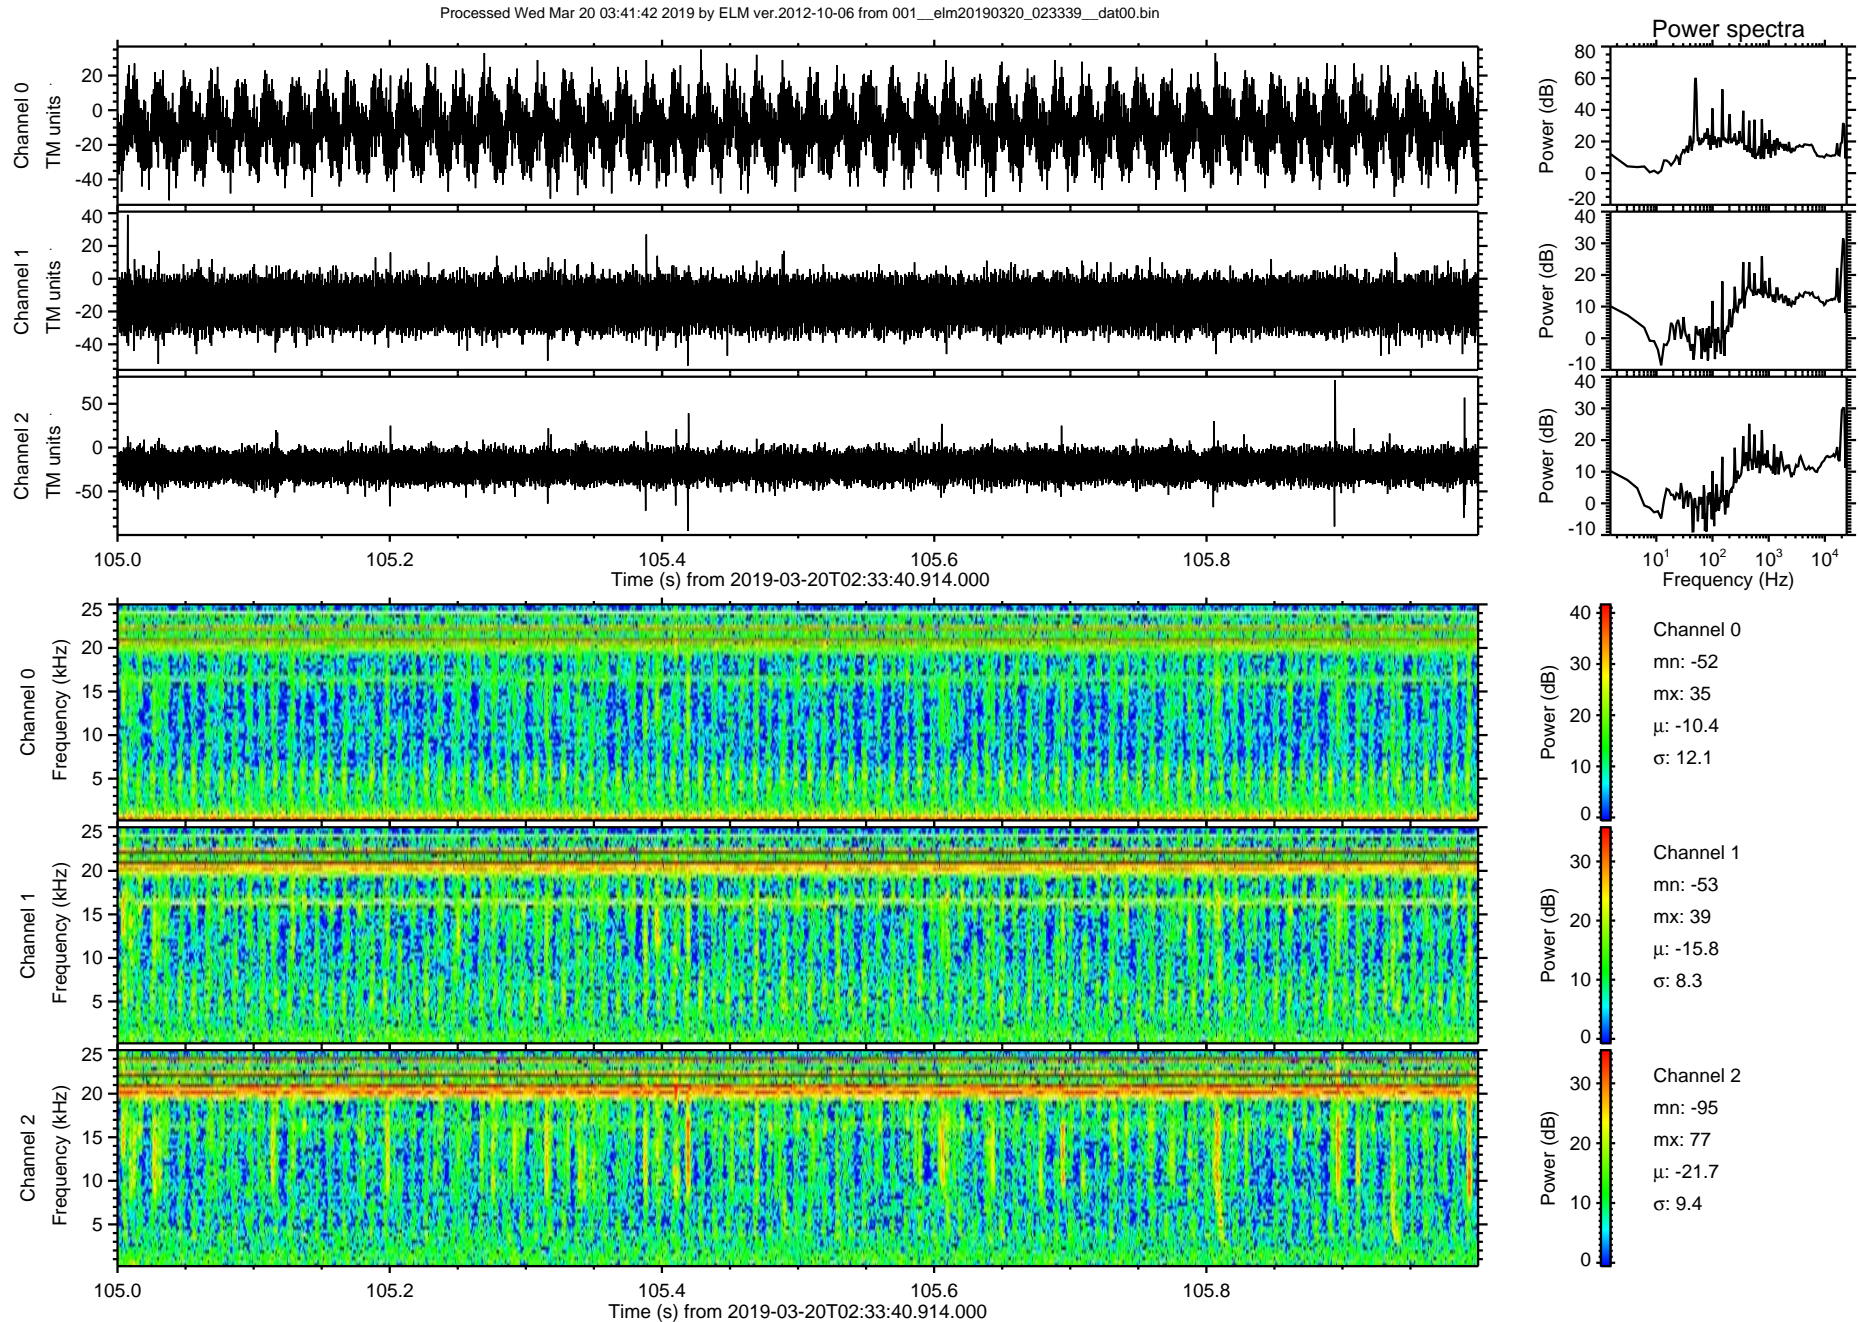 Processed Wed Mar 20 03:41:42 2019 by ELM ver.2012-10-06 from 001__elm20190320_023339__dat00.bin
Power spectra
Channel 0
TM units
20
0
-20
-40
Power (dB)
80
60
40
20
0
-20
Channel 1
TM units
40
20
0
-20
-40
Power (dB)
40
30
20
10
0
-10
Channel 2
TM units
50
0
-50
Power (dB)
40
30
20
10
0
-10
105.0 105.2 105.4 105.6 105.8
Time (s) from 2019-03-20T02:33:40.914.000
10^1 10^2 10^3 10^4
Frequency (Hz)
Channel 0
Frequency (kHz)
25
20
15
10
5
Power (dB)
40
30
20
10
0
Channel 0
mn: -52
mx: 35
μ: -10.4
σ: 12.1
Channel 1
Frequency (kHz)
25
20
15
10
5
Power (dB)
30
20
10
0
Channel 1
mn: -53
mx: 39
μ: -15.8
σ: 8.3
Channel 2
Frequency (kHz)
25
20
15
10
5
Power (dB)
30
20
10
0
Channel 2
mn: -95
mx: 77
μ: -21.7
σ: 9.4
105.0 105.2 105.4 105.6 105.8
Time (s) from 2019-03-20T02:33:40.914.000